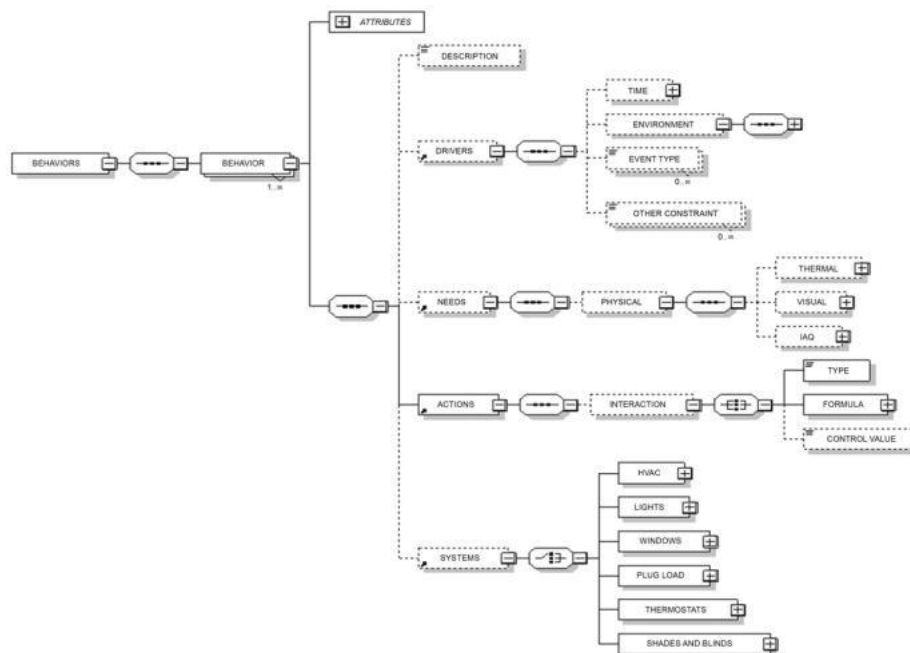 ATTRIBUTES
DESCRIPTION
TIME
ENVIRONMENT
BEHAVIORS
BEHAVIOR
1..∞
DRIVERS
EVENT TYPE
0..∞
OTHER CONSTRAINT
0..∞
THERMAL
NEEDS
PHYSICAL
VISUAL
IAQ
TYPE
ACTIONS
INTERACTION
FORMULA
CONTROL VALUE
HVAC
LIGHTS
WINDOWS
SYSTEMS
PLUG LOAD
THERMOSTATS
SHADES AND BLINDS